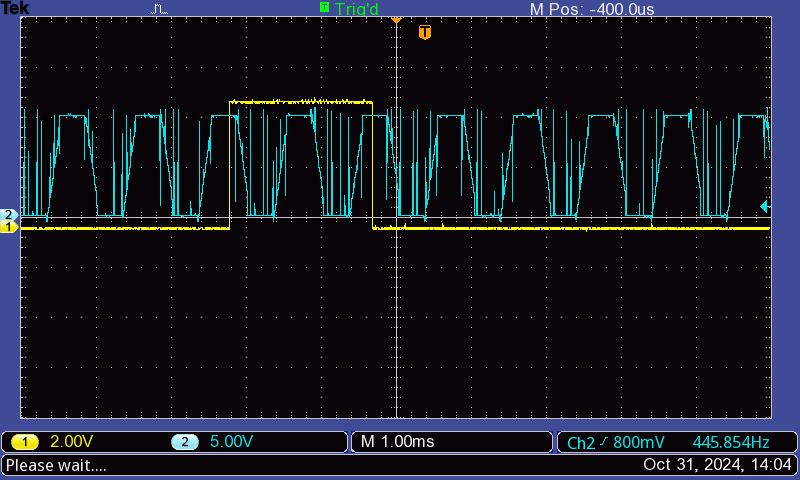 Tek T Trig'd M Pos: -400.0us
T
2
1
1 2.00V 2 5.00V M 1.00ms Ch2 800mV 445.854Hz
Please wait.... Oct 31, 2024, 14:04